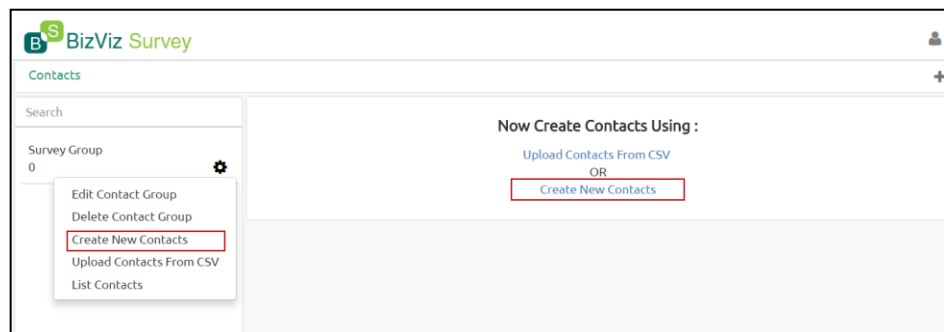 BS BizViz Survey
Contacts
Search
Survey Group
0
Edit Contact Group
Delete Contact Group
Create New Contacts
Upload Contacts From CSV
List Contacts
Now Create Contacts Using :
Upload Contacts From CSV
OR
Create New Contacts